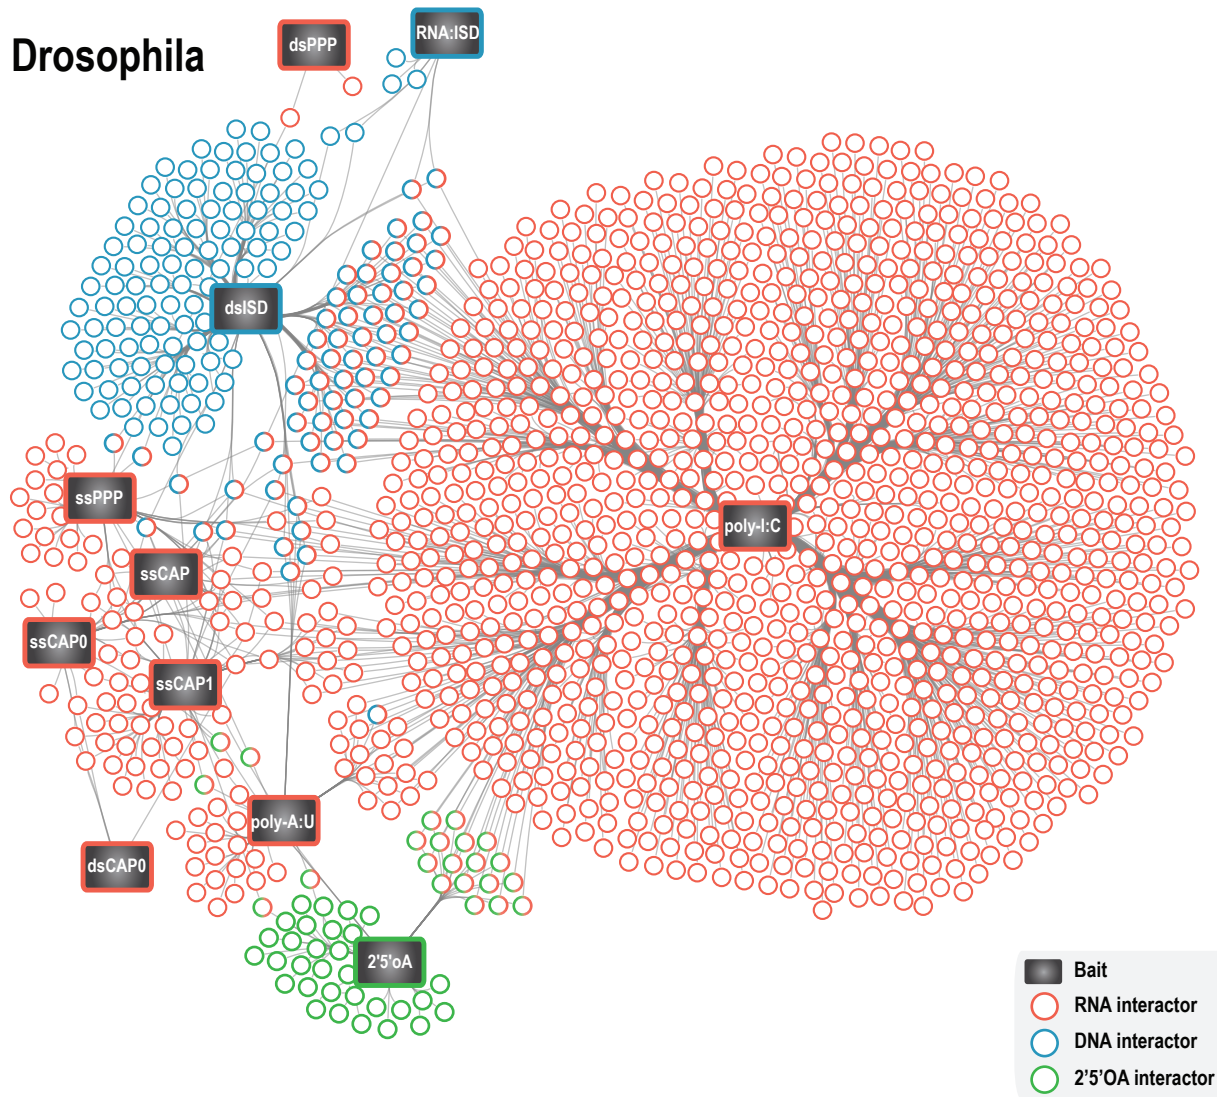 Drosophila
dsPPP
RNA:ISD
dsISD
ssPPP
poly-I:C
ssCAP
ssCAP0
ssCAP1
poly-A:U
dsCAP0
2'5'oA
Bait
RNA interactor
DNA interactor
2'5'OA interactor